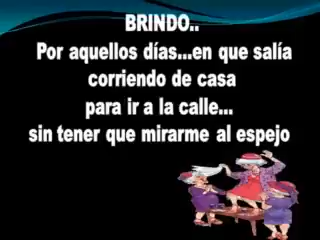 BRINDO..
Por aquellos días...en que salía
corriendo de casa
para ir a la calle...
sin tener que mirarme al espejo